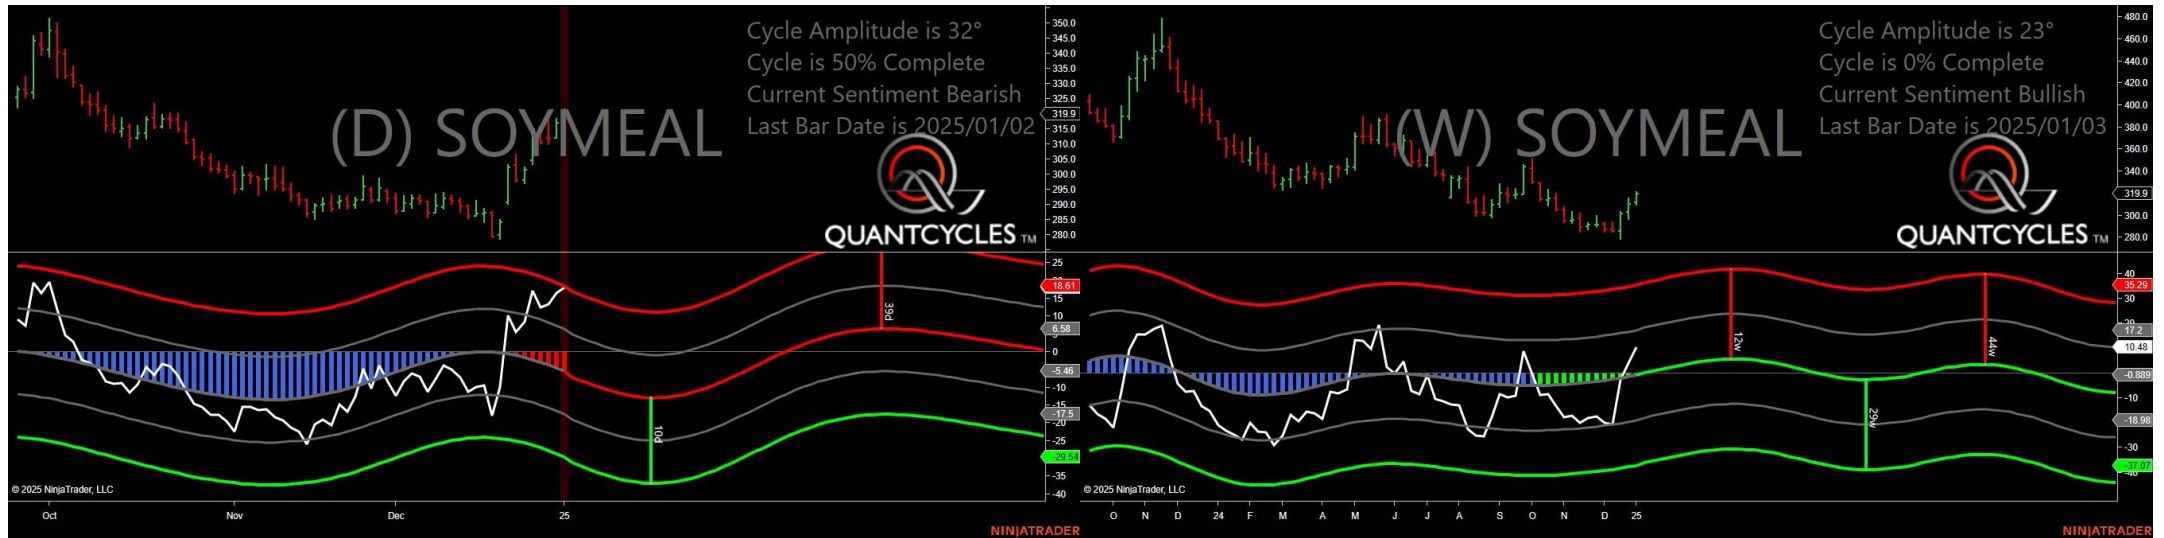 Cycle Amplitude is 32°
Cycle is 50% Complete
Current Sentiment Bearish
Last Bar Date is 2025/01/02
(D) SOYMEAL
QUANTCYCLES TM
350.0
345.0
340.0
335.0
330.0
325.0
319.9
315.0
310.0
305.0
300.0
295.0
290.0
285.0
280.0
25
18.61
15
10
6.58
0
-5.46
-10
-15
-17.5
-20
-25
-29.54
-35
-40
39d
10d
© 2025 NinjaTrader, LLC
Oct Nov Dec 25
NINJATRADER
Cycle Amplitude is 23°
Cycle is 0% Complete
Current Sentiment Bullish
Last Bar Date is 2025/01/03
(W) SOYMEAL
QUANTCYCLES TM
480.0
460.0
440.0
420.0
400.0
380.0
360.0
340.0
319.9
300.0
280.0
40
35.29
30
20
17.2
10.48
-0.889
-10
-18.98
-30
-37.07
-40
12w
44w
29w
© 2025 NinjaTrader, LLC
O N D 24 F M A M J J A S O N D 25
NINJATRADER